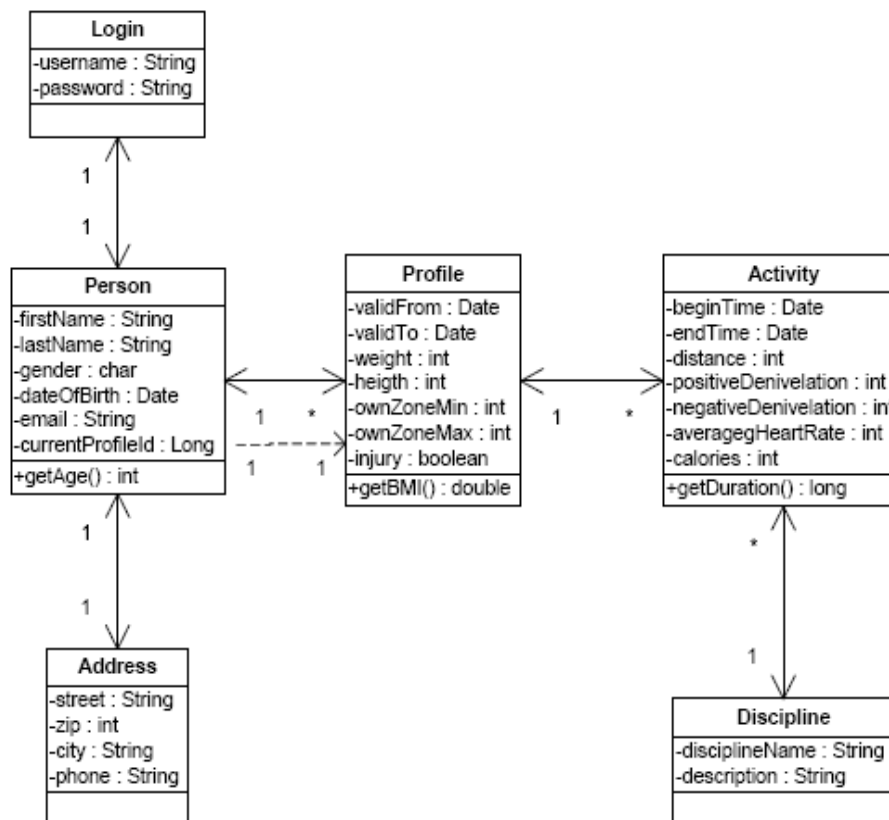 Login
-username : String
-password : String
1
1
Person
-firstName : String
-lastName : String
-gender : char
-dateOfBirth : Date
-email : String
-currentProfileId : Long
+getAge() : int
1
*
1
1
Profile
-validFrom : Date
-validTo : Date
-weight : int
-heigth : int
-ownZoneMin : int
-ownZoneMax : int
-injury : boolean
+getBMI() : double
1
*
Activity
-beginTime : Date
-endTime : Date
-distance : int
-positiveDenivelation : int
-negativeDenivelation : int
-averagegHeartRate : int
-calories : int
+getDuration() : long
1
1
Address
-street : String
-zip : int
-city : String
-phone : String
*
1
Discipline
-disciplineName : String
-description : String